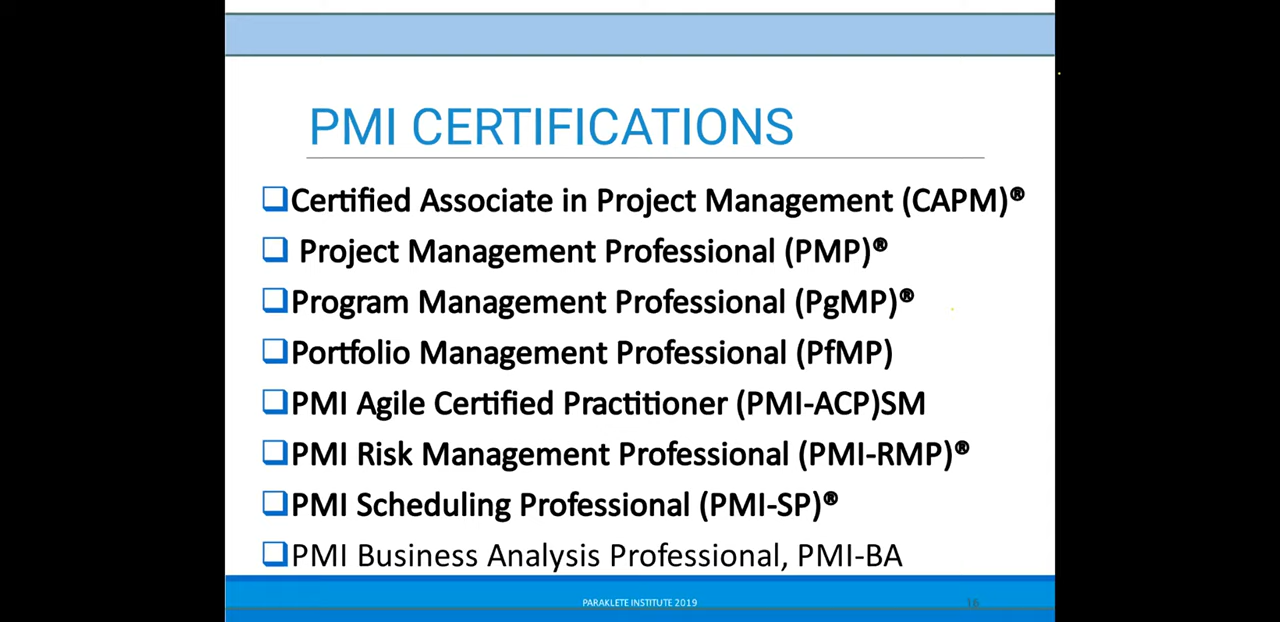 PMI CERTIFICATIONS
Certified Associate in Project Management (CAPM)®
Project Management Professional (PMP)®
Program Management Professional (PgMP)®
Portfolio Management Professional (PfMP)
PMI Agile Certified Practitioner (PMI-ACP)SM
PMI Risk Management Professional (PMI-RMP)®
PMI Scheduling Professional (PMI-SP)®
PMI Business Analysis Professional, PMI-BA
PARAKLETE INSTITUTE 2019
16